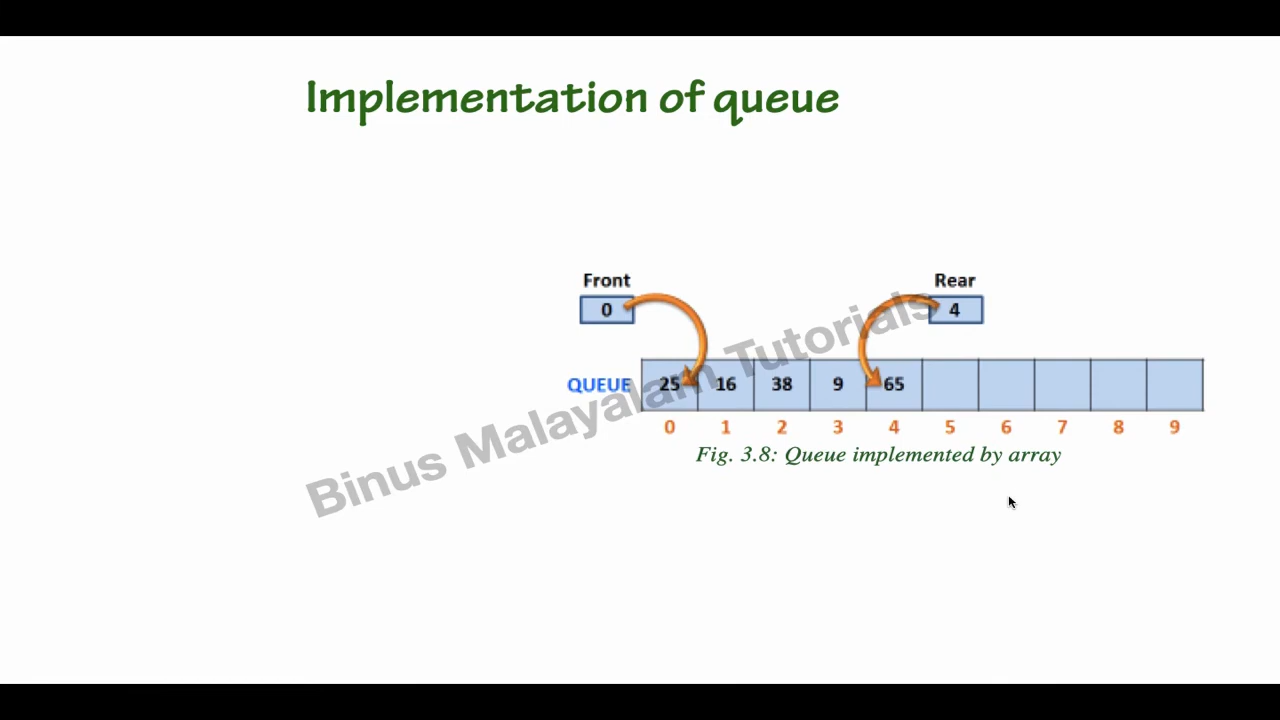 Implementation of queue
Front Rear
0 4
QUEUE 25 16 38 9 65
0 1 2 3 4 5 6 7 8 9
Fig. 3.8: Queue implemented by array
Binus Malayalam Tutorials